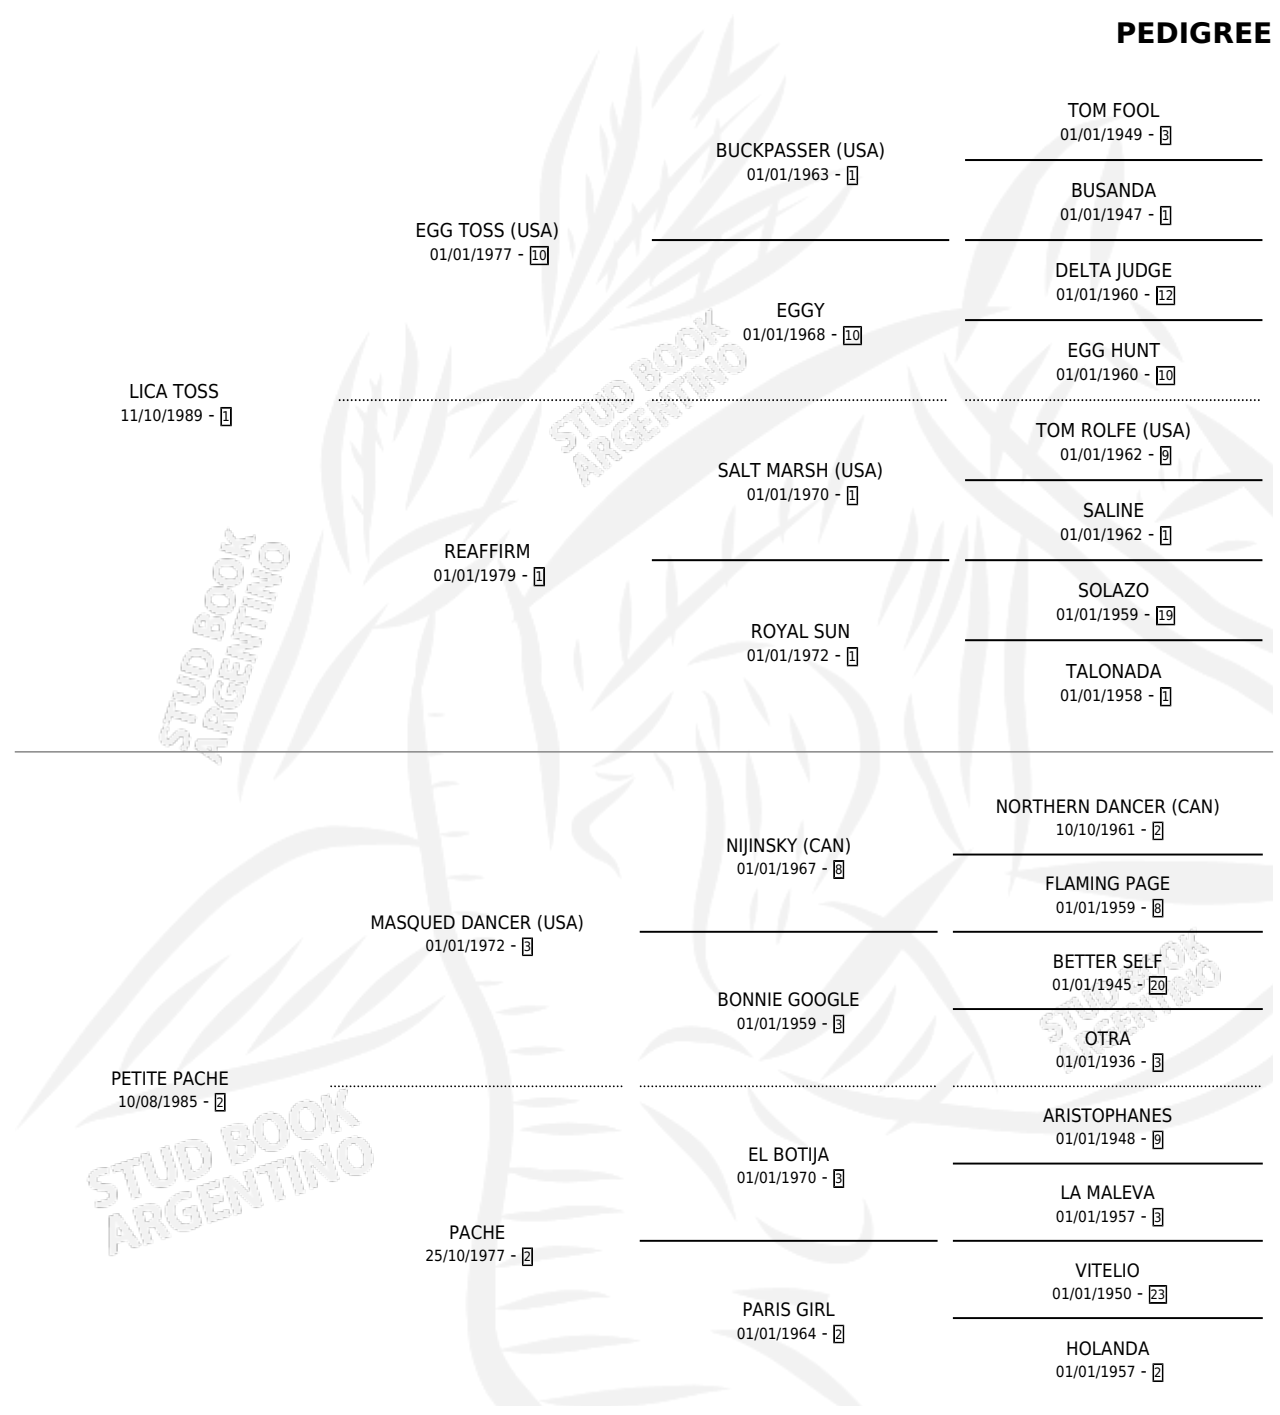 PEDIGREE
TOM FOOL
01/01/1949 - 3
BUCKPASSER (USA)
01/01/1963 - 1
BUSANDA
01/01/1947 - 1
EGG TOSS (USA)
01/01/1977 - 10
DELTA JUDGE
01/01/1960 - 12
EGGY
01/01/1968 - 10
EGG HUNT
01/01/1960 - 10
LICA TOSS
11/10/1989 - 1
TOM ROLFE (USA)
01/01/1962 - 9
SALT MARSH (USA)
01/01/1970 - 1
SALINE
01/01/1962 - 1
REAFFIRM
01/01/1979 - 1
SOLAZO
01/01/1959 - 19
ROYAL SUN
01/01/1972 - 1
TALONADA
01/01/1958 - 1
NORTHERN DANCER (CAN)
10/10/1961 - 2
NIJINSKY (CAN)
01/01/1967 - 8
FLAMING PAGE
01/01/1959 - 8
MASQUED DANCER (USA)
01/01/1972 - 3
BETTER SELF
01/01/1945 - 20
BONNIE GOOGLE
01/01/1959 - 3
OTRA
01/01/1936 - 3
PETITE PACHE
10/08/1985 - 2
ARISTOPHANES
01/01/1948 - 9
EL BOTIJA
01/01/1970 - 3
LA MALEVA
01/01/1957 - 3
PACHE
25/10/1977 - 2
VITELIO
01/01/1950 - 23
PARIS GIRL
01/01/1964 - 2
HOLANDA
01/01/1957 - 2
STUD BOOK
ARGENTINO
STUD BOOK
ARGENTINO
STUD BOOK
ARGENTINO
STUD BOOK
ARGENTINO